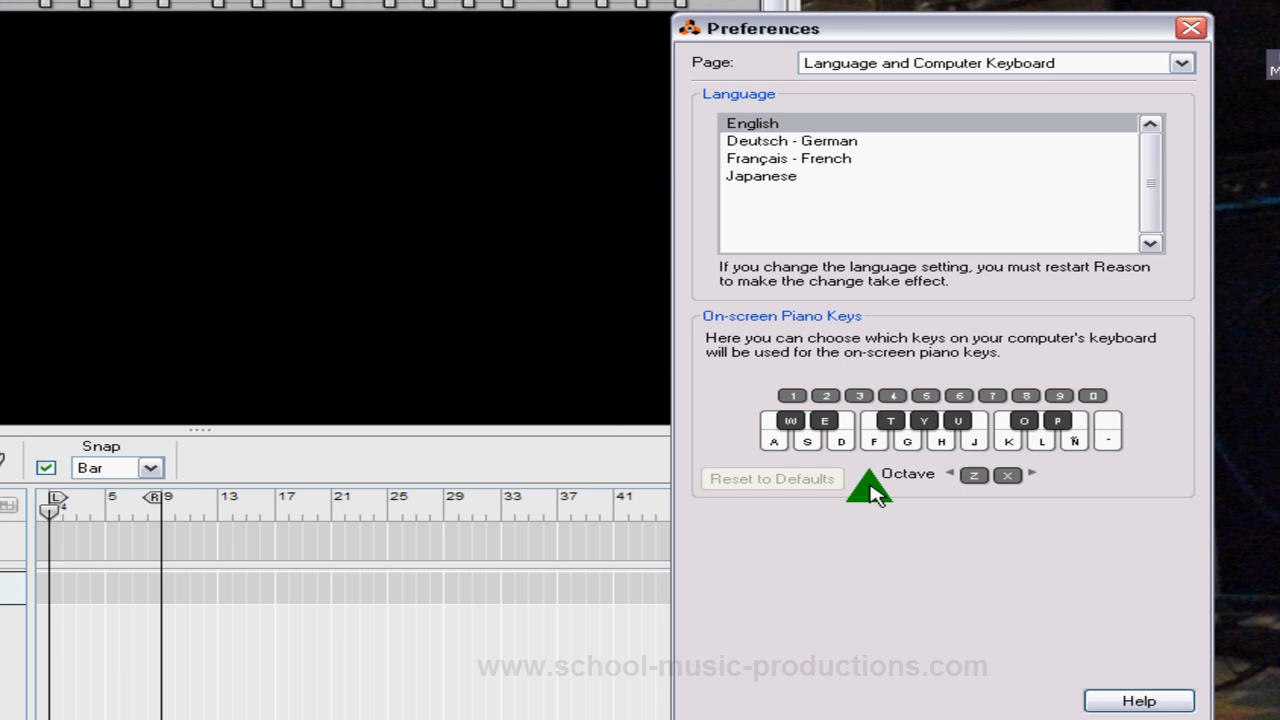 Preferences
Page: Language and Computer Keyboard
Language
English
Deutsch - German
Français - French
Japanese
If you change the language setting, you must restart Reason
to make the change take effect.
On-screen Piano Keys
Here you can choose which keys on your computer's keyboard
will be used for the on-screen piano keys.
1 2 3 4 5 6 7 8 9 0
W E T Y U O P
A S D F G H J K L Ñ -
Reset to Defaults
Octave Z X
Snap
Bar
L 5 R 9 13 17 21 25 29 33 37 41
4
www.school-music-productions.com
Help
M